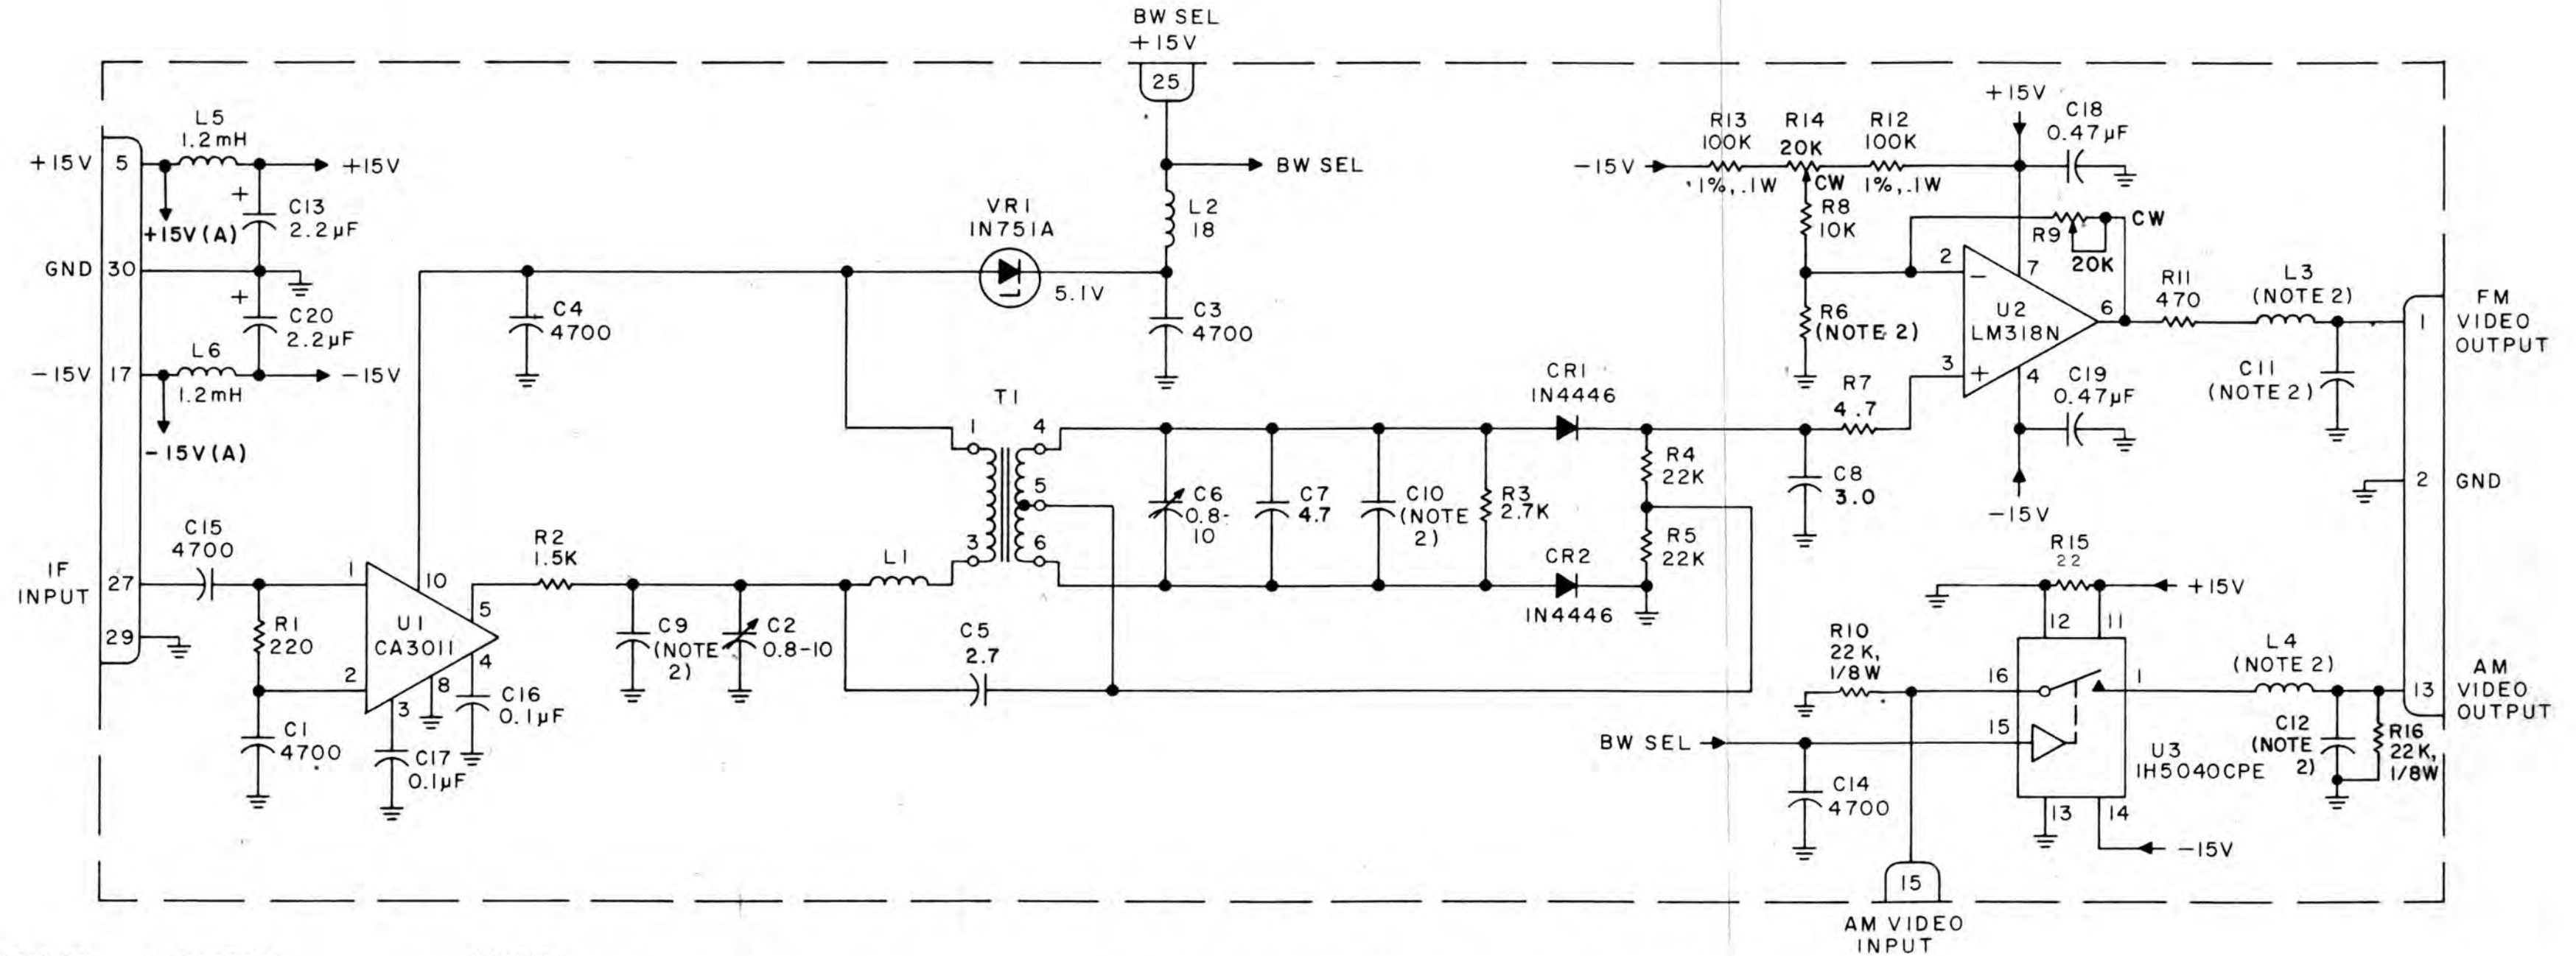 BW SEL
+15V
25
BW SEL
L5
1.2mH
+15V
5
+15V
+15V(A)
+
C13
2.2µF
GND
30
+
C20
2.2µF
L6
1.2mH
-15V
17
-15V
-15V(A)
C15
4700
IF
INPUT
27
29
R1
220
C1
4700
1
2
3
8
4
5
10
U1
CA3011
C17
0.1µF
C16
0.1µF
R2
1.5K
C9
(NOTE
2)
C2
0.8-10
L1
C5
2.7
C4
4700
VR1
1N751A
5.1V
L2
18
C3
4700
T1
1
3
4
5
6
C6
0.8-
10
C7
4.7
C10
(NOTE
2)
R3
2.7K
CR1
1N4446
CR2
1N4446
R4
22K
R5
22K
C8
3.0
R7
4.7
-15V
R13
100K
1%, .1W
R14
20K
CW
R12
100K
1%, .1W
+15V
C18
0.47µF
R8
10K
R6
(NOTE 2)
R9
20K
CW
2
-
3
+
7
6
4
U2
LM318N
C19
0.47µF
-15V
R11
470
L3
(NOTE 2)
C11
(NOTE 2)
1
FM
VIDEO
OUTPUT
2
GND
R15
22
+15V
12
11
R10
22K,
1/8W
16
1
15
BW SEL
C14
4700
13
14
-15V
U3
IH5040CPE
L4
(NOTE 2)
C12
(NOTE
2)
R16
22K,
1/8W
13
AM
VIDEO
OUTPUT
15
AM VIDEO
INPUT